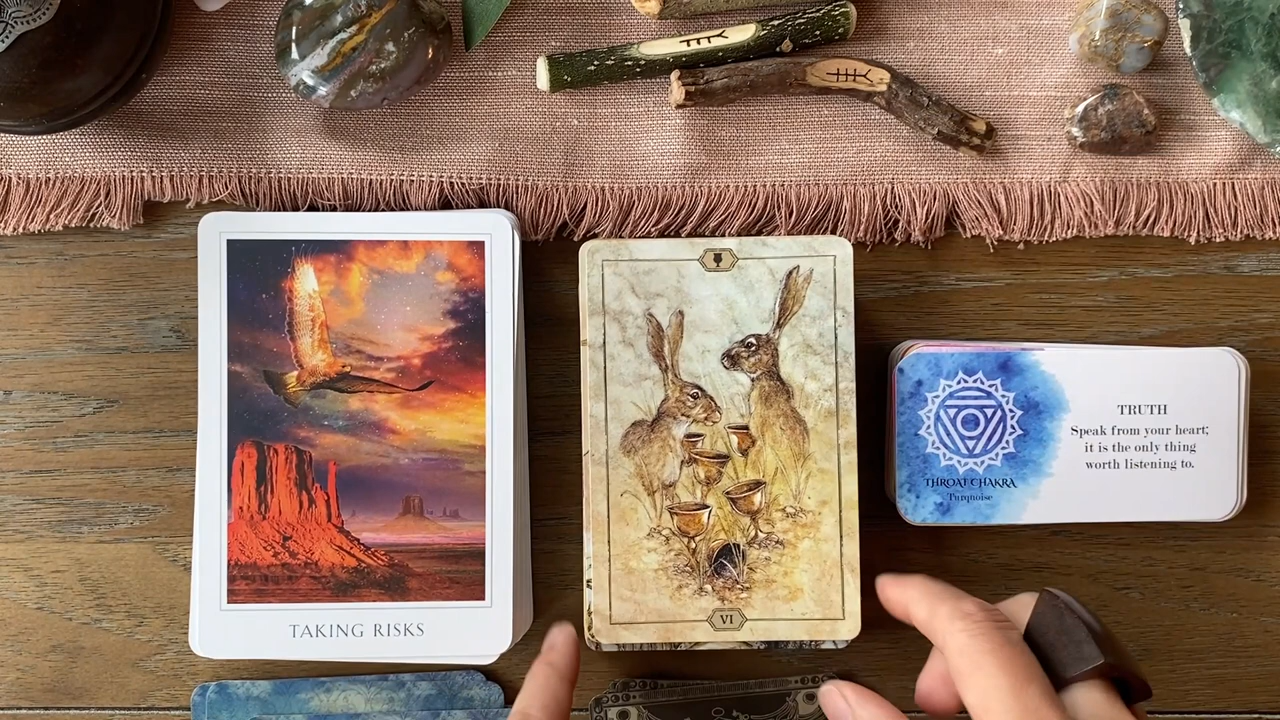 TAKING RISKS
VI
TRUTH
Speak from your heart;
it is the only thing
worth listening to.
THROAT CHAKRA
Turquoise